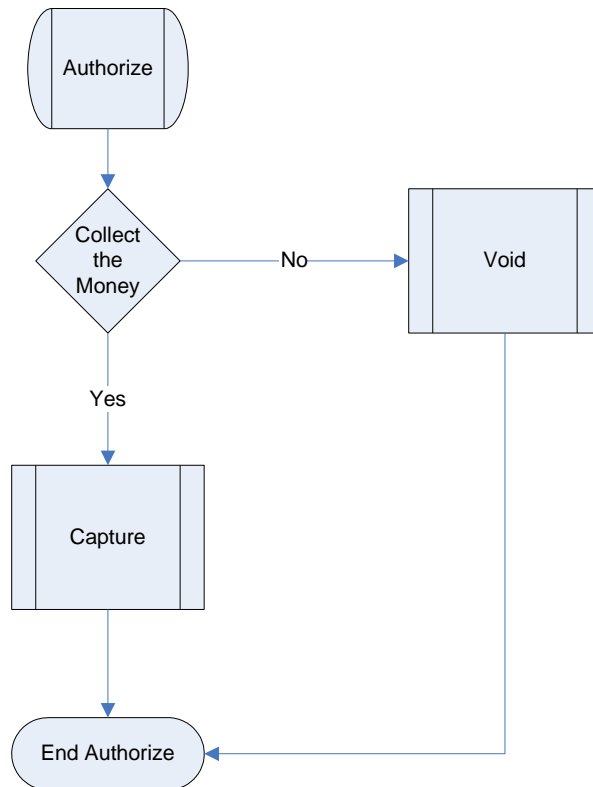 Authorize
Collect
the
Money
No
Void
Yes
Capture
End Authorize